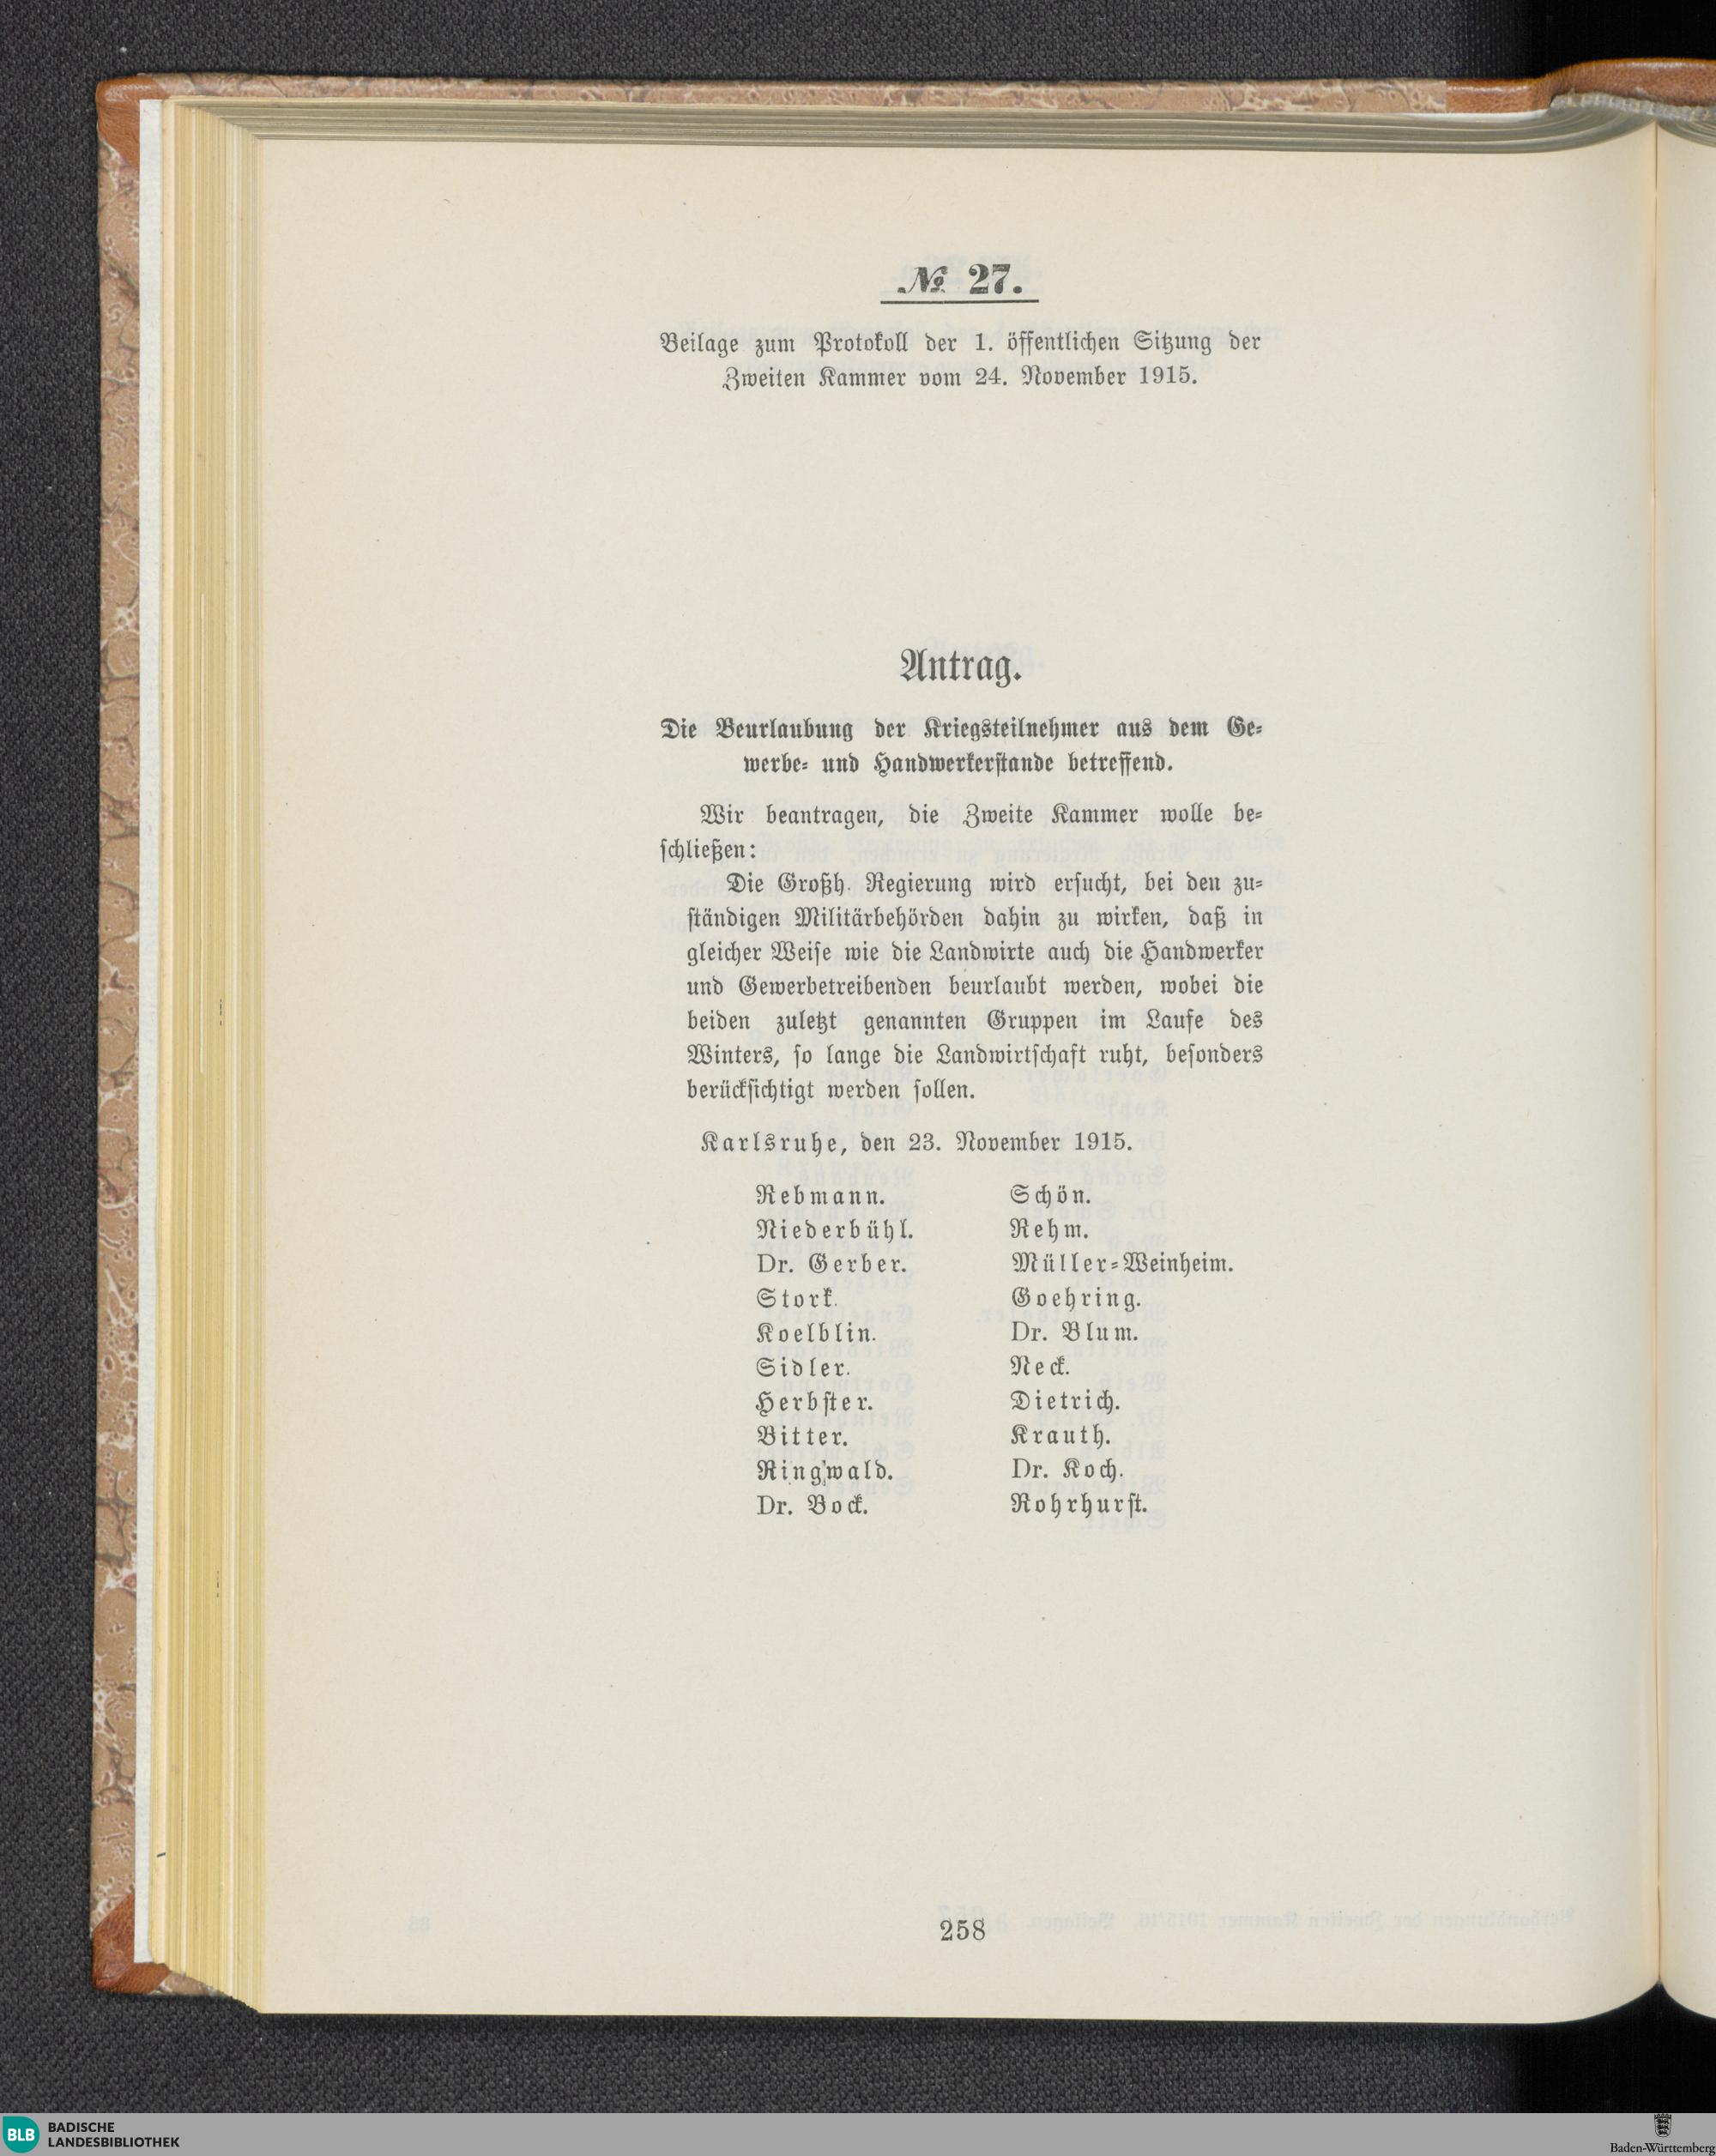 № 27.
Beilage zum Protokoll der 1. öffentlichen Sitzung der
Zweiten Kammer vom 24. November 1915.
Antrag.
Die Beurlaubung der Kriegsteilnehmer aus dem Ge-
werbe- und Handwerkerstande betreffend.
Wir beantragen, die Zweite Kammer wolle be-
schließen:
Die Großh. Regierung wird ersucht, bei den zu-
ständigen Militärbehörden dahin zu wirken, daß in
gleicher Weise wie die Landwirte auch die Handwerker
und Gewerbetreibenden beurlaubt werden, wobei die
beiden zuletzt genannten Gruppen im Laufe des
Winters, so lange die Landwirtschaft ruht, besonders
berücksichtigt werden sollen.
Karlsruhe, den 23. November 1915.
Rebmann.
Niederbühl.
Dr. Gerber.
Stork.
Koelblin.
Sidler.
Herbster.
Bitter.
Ringwald.
Dr. Bock.
Schön.
Rehm.
Müller-Weinheim.
Goehring.
Dr. Blum.
Neck.
Dietrich.
Krauth.
Dr. Koch.
Rohrhurst.
258
BLB BADISCHE
LANDESBIBLIOTHEK
Baden-Württemberg